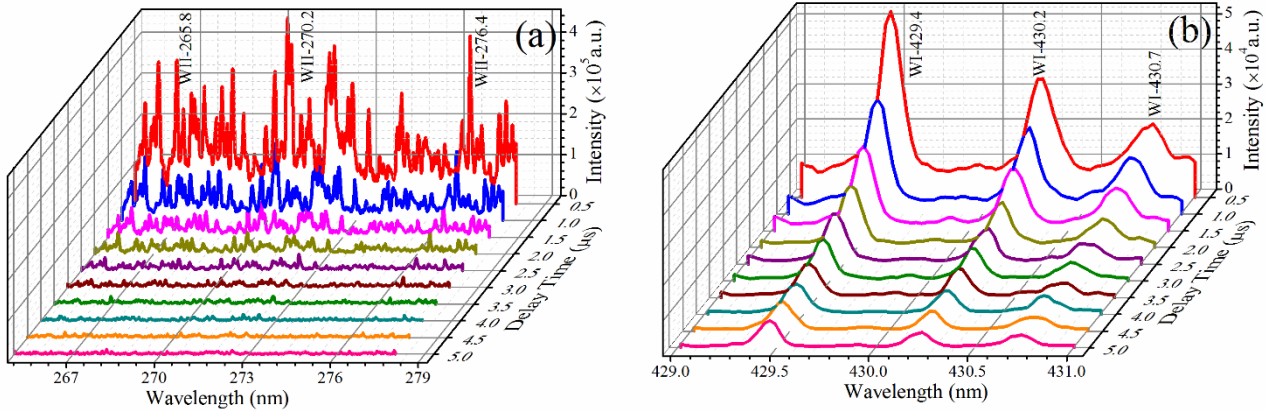 (a)
WII-265.8
WII-270.2
WII-276.4
4
3
2
1
0
Intensity (×10⁵ a.u.)
0.5
1.0
1.5
2.0
2.5
3.0
3.5
4.0
4.5
5.0
Delay Time (μs)
267 270 273 276 279
Wavelength (nm)
(b)
WI-429.4
WI-430.2
WI-430.7
5
4
3
2
1
0
Intensity (×10⁴ a.u.)
0.5
1.0
1.5
2.0
2.5
3.0
3.5
4.0
4.5
5.0
Delay Time (μs)
429.0 429.5 430.0 430.5 431.0
Wavelength (nm)